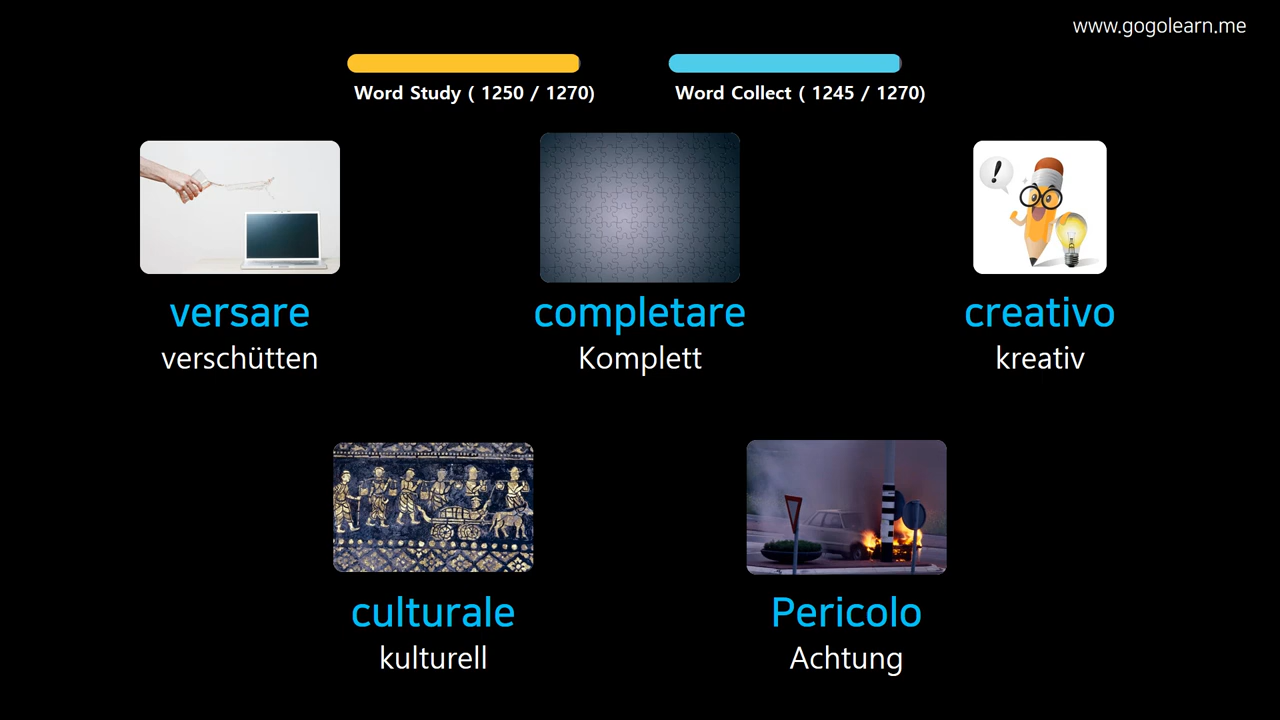 www.gogolearn.me
Word Study ( 1250 / 1270)
Word Collect ( 1245 / 1270)
versare
verschütten
completare
Komplett
creativo
kreativ
culturale
kulturell
Pericolo
Achtung